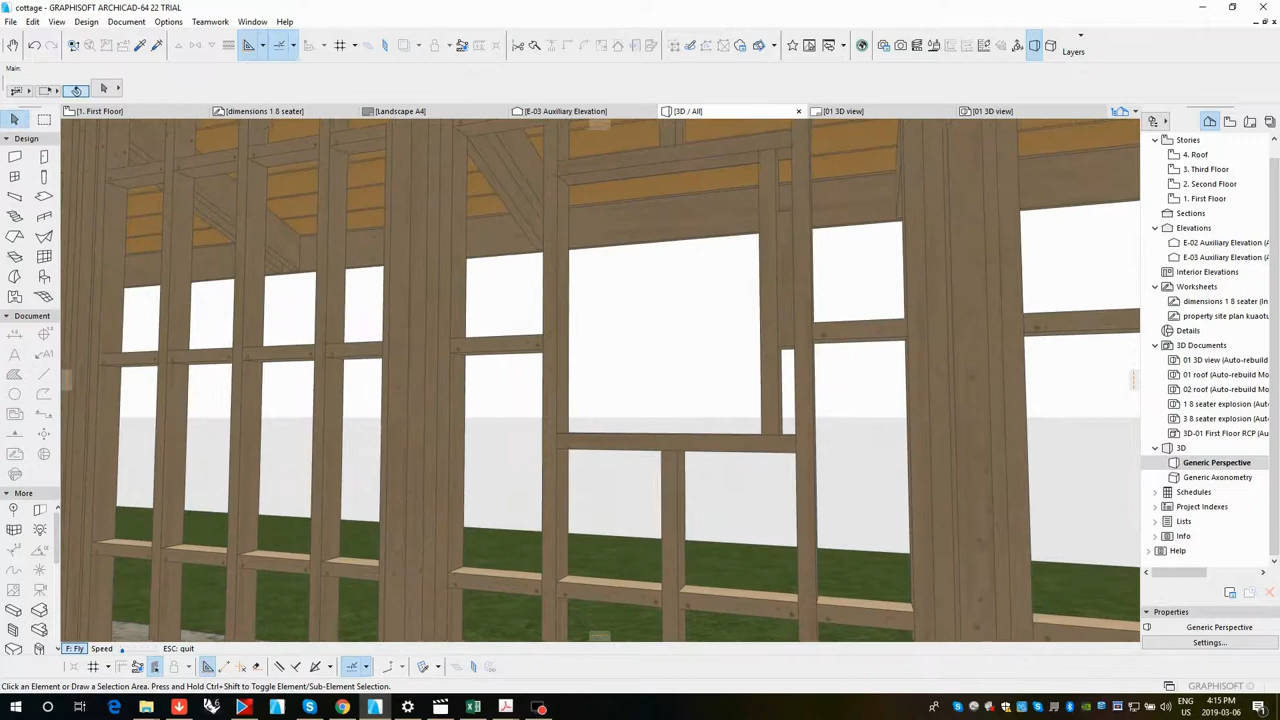 cottage - GRAPHISOFT ARCHICAD-64 22 TRIAL
File Edit View Design Document Options Teamwork Window Help
Layers
Main:
[1. First Floor] [dimensions 1 8 seater] [Landscape A4] [E-03 Auxiliary Elevation] [3D / All] [01 3D view] [01 3D view]
Design
Document
More
Stories
4. Roof
3. Third Floor
2. Second Floor
1. First Floor
Sections
Elevations
E-02 Auxiliary Elevation (A
E-03 Auxiliary Elevation (A
Interior Elevations
Worksheets
dimensions 1 8 seater (In
property site plan kuaotu
Details
3D Documents
01 3D view (Auto-rebuild
01 roof (Auto-rebuild Mo
02 roof (Auto-rebuild Mo
1 8 seater explosion (Aut
3 8 seater explosion (Aut
3D-01 First Floor RCP (Au
3D
Generic Perspective
Generic Axonometry
Schedules
Project Indexes
Lists
Info
Help
Properties
Generic Perspective
Settings...
F: Fly Speed ESC: quit
Click an Element or Draw a Selection Area. Press and Hold Ctrl+Shift to Toggle Element/Sub-Element Selection.
GRAPHISOFT ID
ENG
US
4:15 PM
2019-03-06